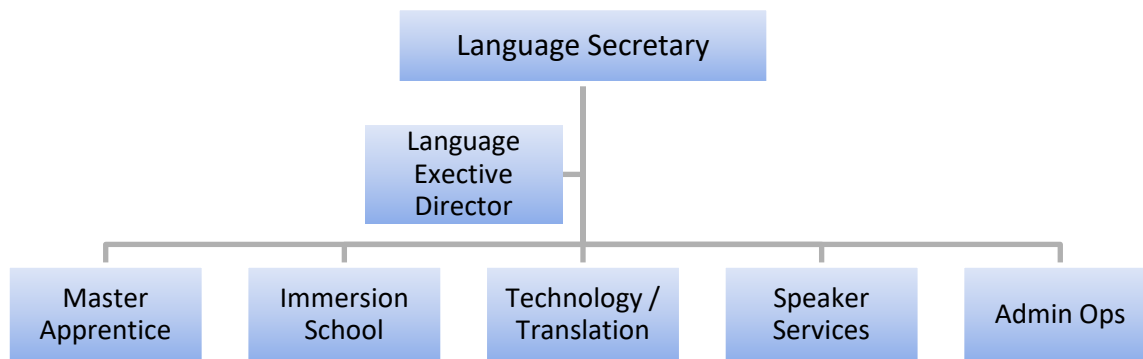 Language Secretary
Language
Exective
Director
Master
Apprentice
Immersion
School
Technology /
Translation
Speaker
Services
Admin Ops